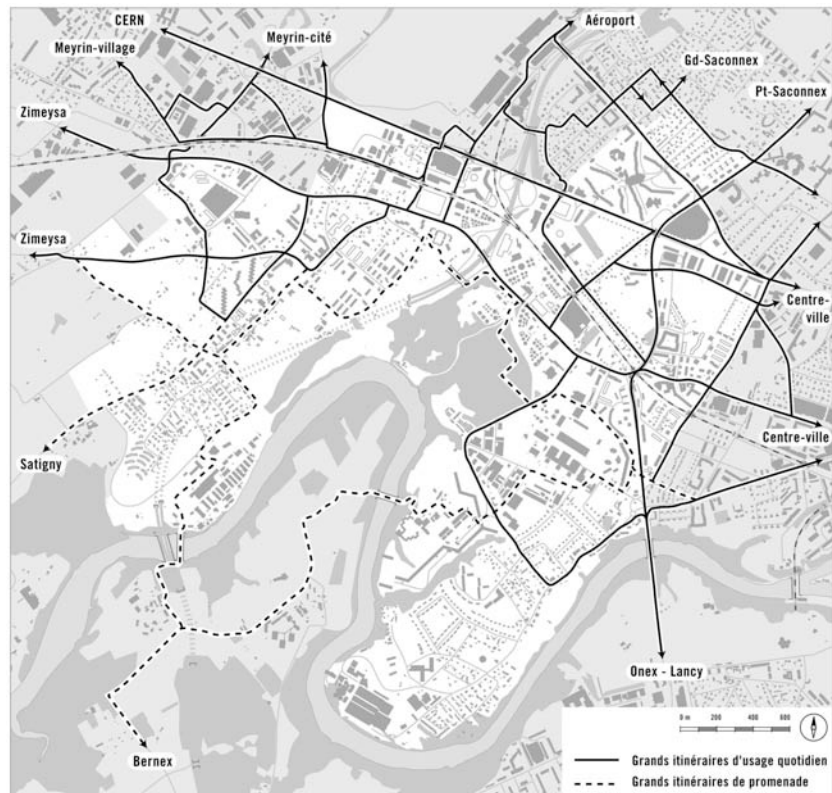 CERN
Meyrin-village
Meyrin-cité
Aéroport
Gd-Saconnex
Pt-Saconnex
Zimeysa
Zimeysa
Centre-
ville
Centre-ville
Satigny
Onex - Lancy
Bernex
0 m 200 400 600
Grands itinéraires d'usage quotidien
Grands itinéraires de promenade